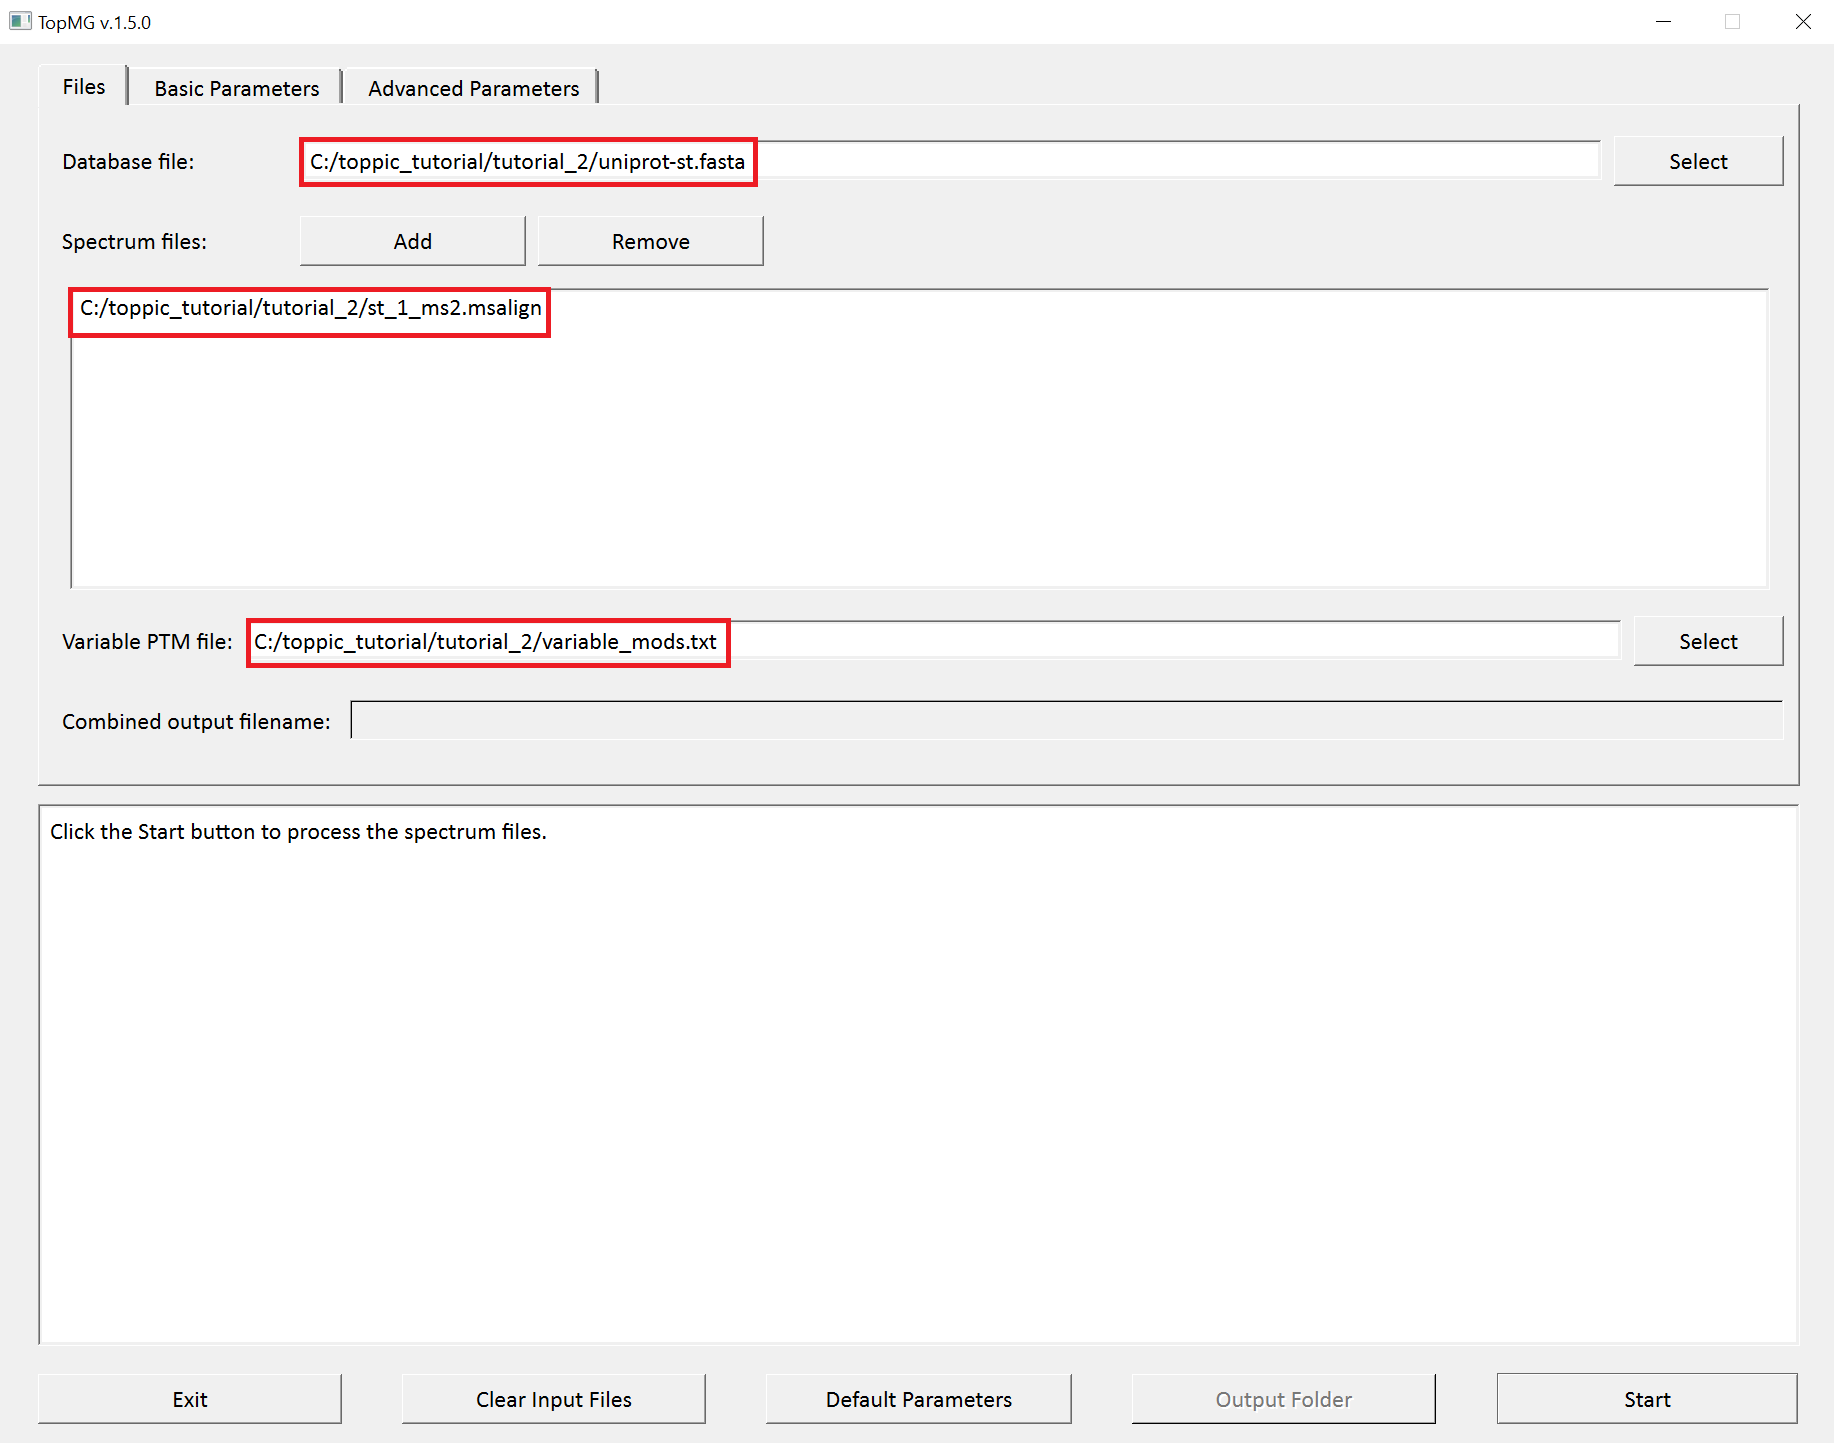 TopMG v.1.5.0
Files Basic Parameters Advanced Parameters
Database file: C:/toppic_tutorial/tutorial_2/uniprot-st.fasta Select
Spectrum files: Add Remove
C:/toppic_tutorial/tutorial_2/st_1_ms2.msalign
Variable PTM file: C:/toppic_tutorial/tutorial_2/variable_mods.txt Select
Combined output filename:
Click the Start button to process the spectrum files.
Exit Clear Input Files Default Parameters Output Folder Start